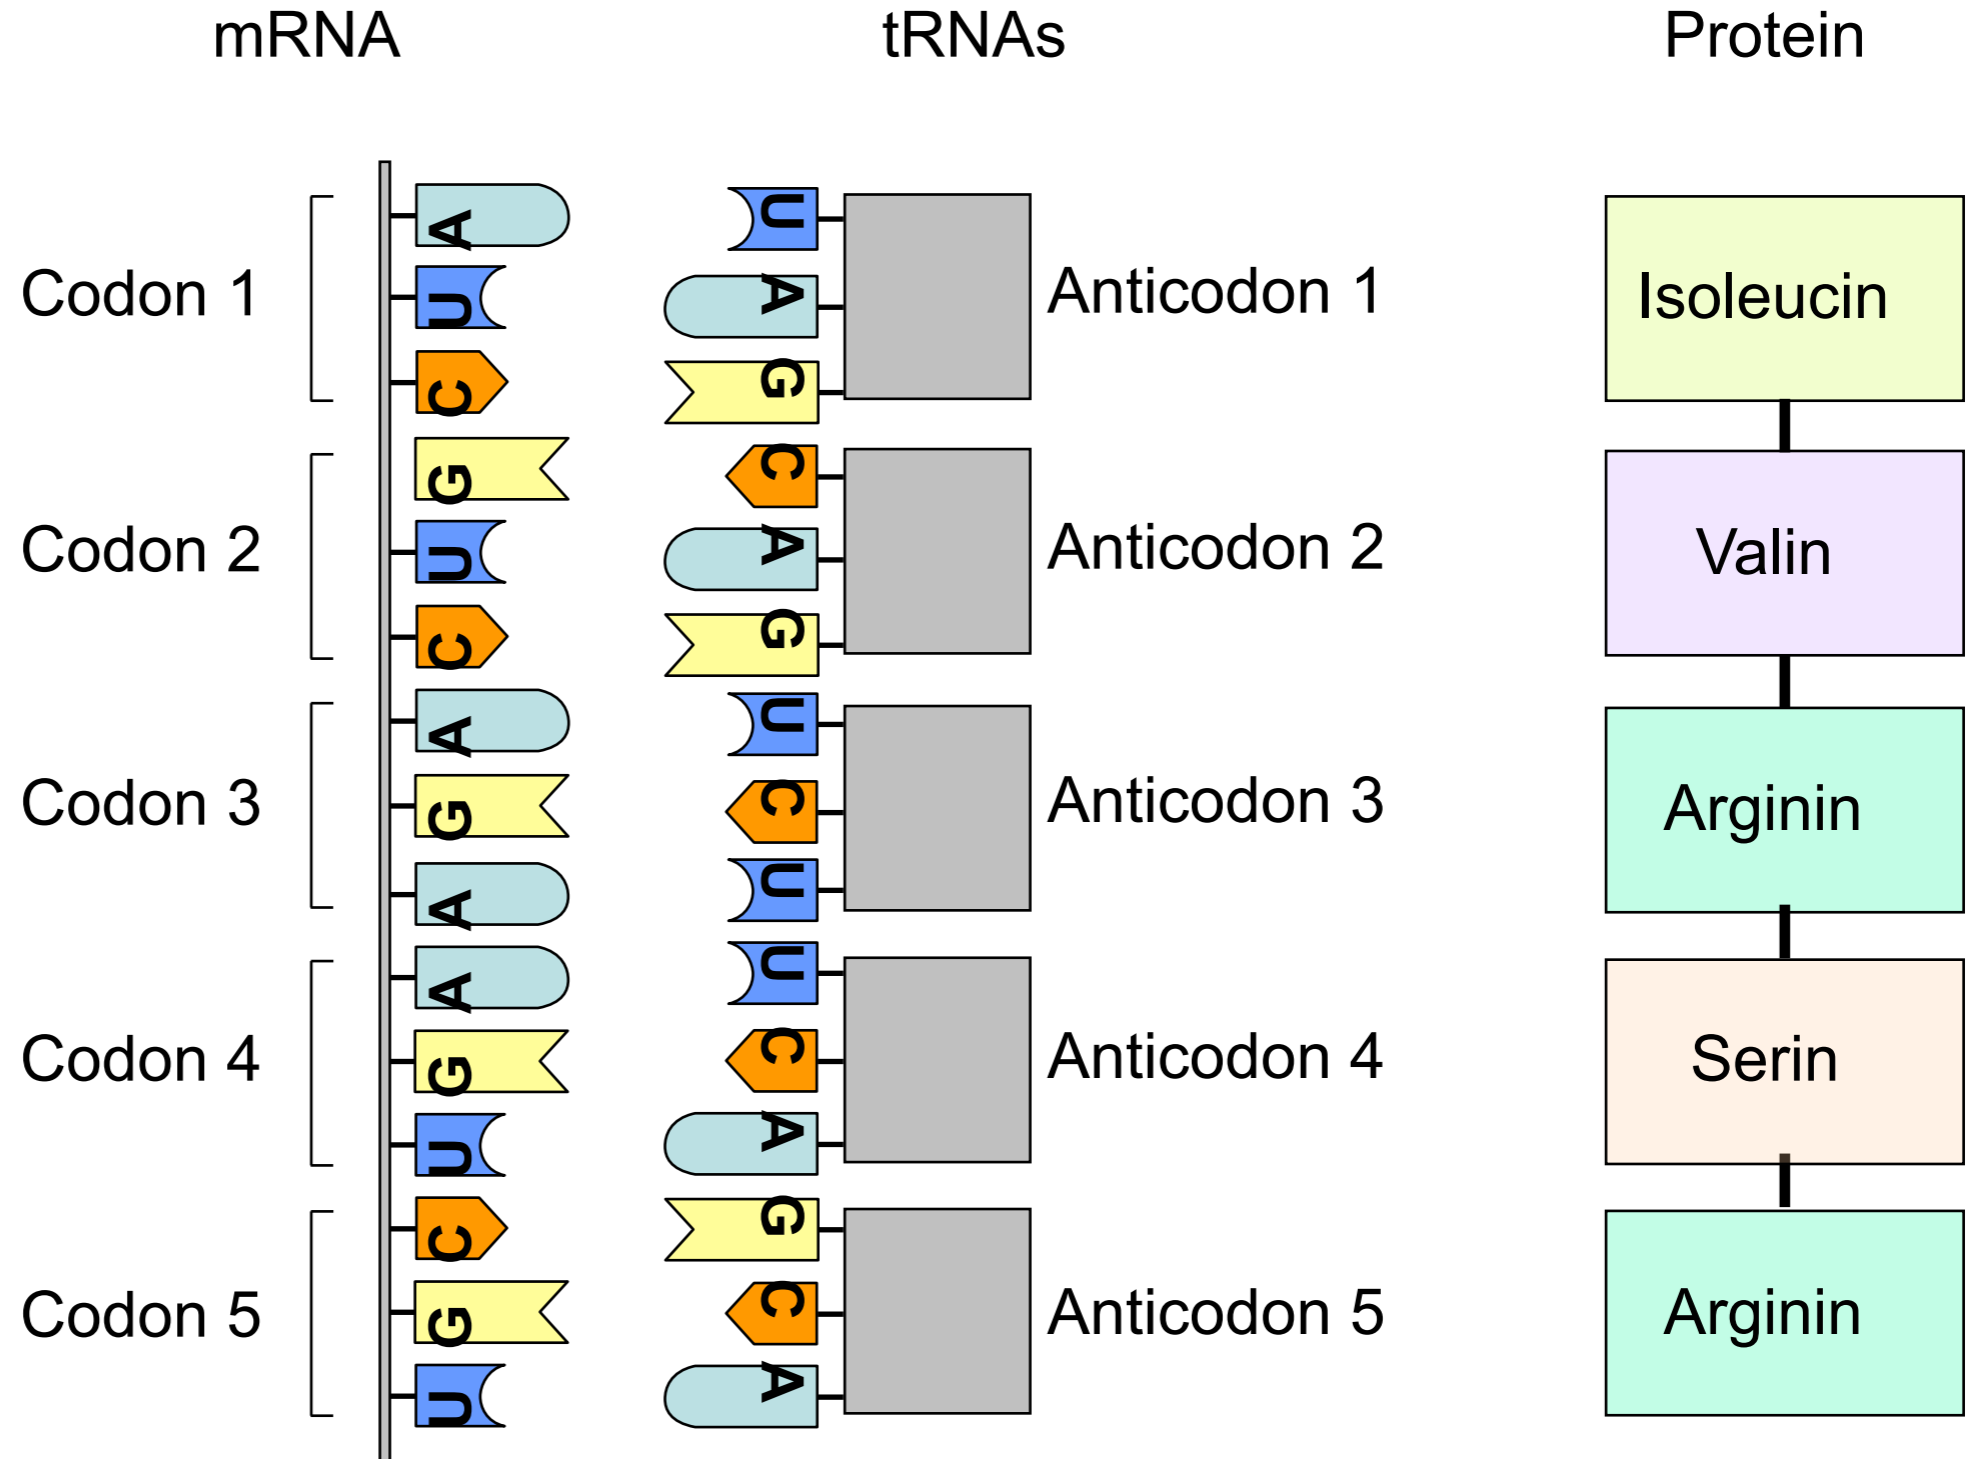 mRNA tRNAs Protein
Codon 1
A
U
C
U
A
G
Anticodon 1
Isoleucin
Codon 2
G
U
C
C
A
G
Anticodon 2
Valin
Codon 3
A
G
A
U
C
U
Anticodon 3
Arginin
Codon 4
A
G
U
U
C
A
Anticodon 4
Serin
Codon 5
C
G
U
G
C
A
Anticodon 5
Arginin